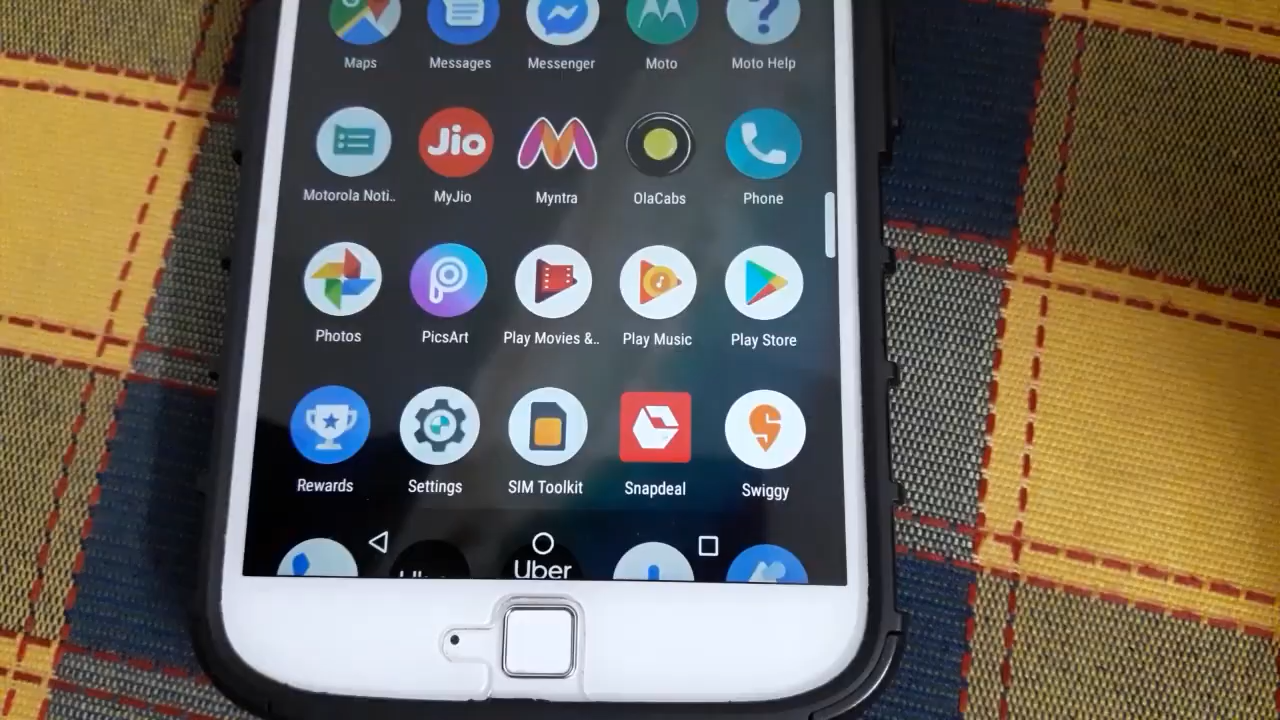 Maps Messages Messenger Moto Moto Help
Jio
Motorola Noti.. MyJio Myntra OlaCabs Phone
Photos PicsArt Play Movies &.. Play Music Play Store
Rewards Settings SIM Toolkit Snapdeal Swiggy
Uber